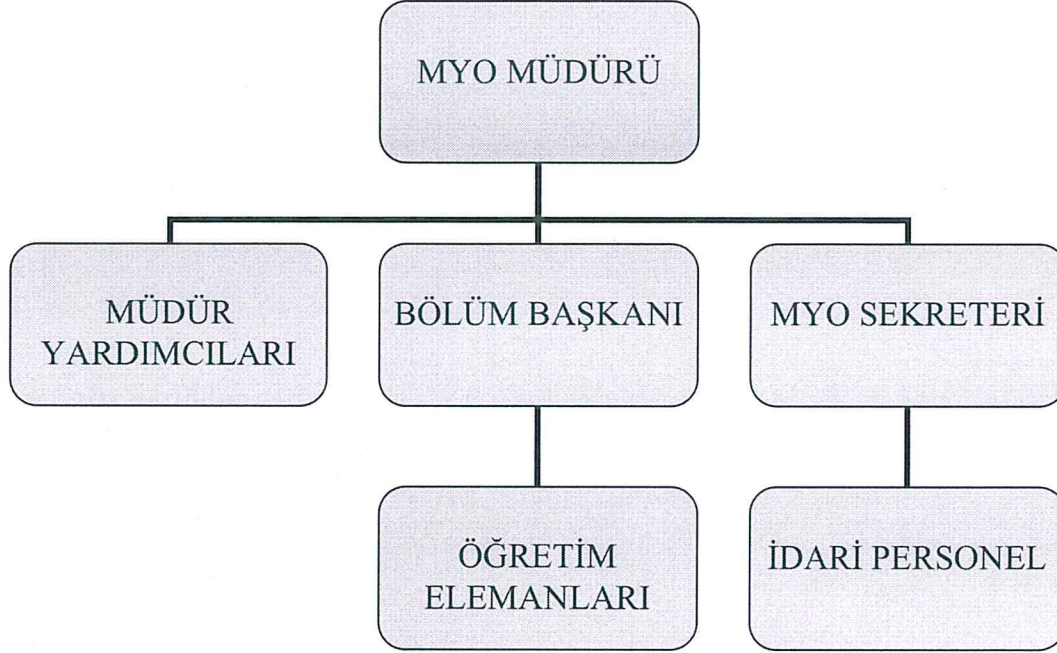 MYO MÜDÜRÜ
MÜDÜR
YARDIMCILARI
BÖLÜM BAŞKANI
MYO SEKRETERİ
ÖĞRETİM
ELEMANLARI
İDARİ PERSONEL